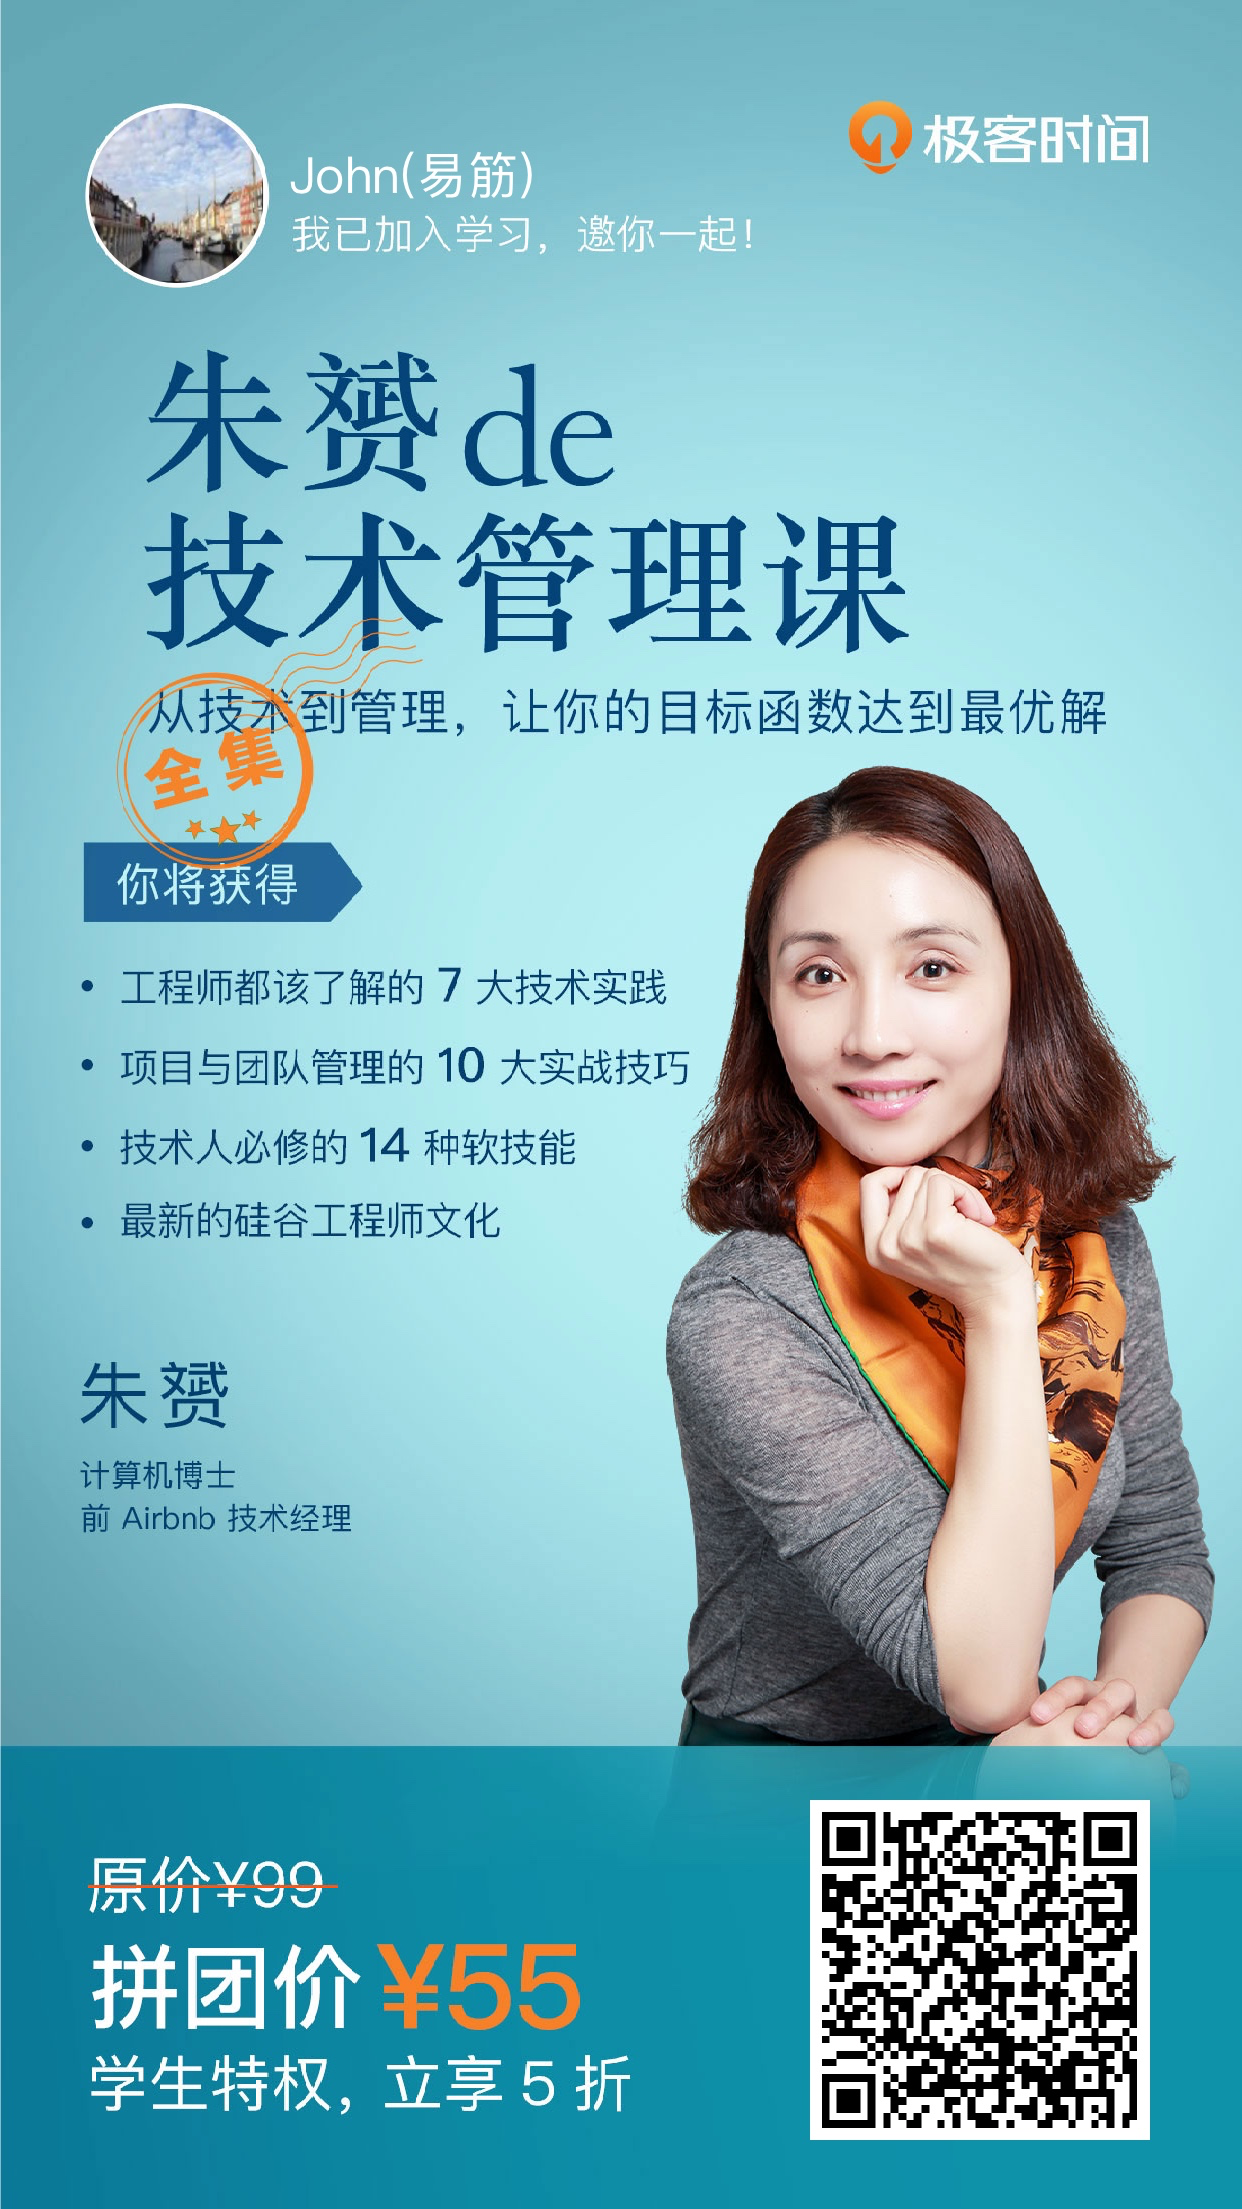 John(易筋)
我已加入学习，邀你一起！
极客时间
朱赟de
技术管理课
从技术到管理，让你的目标函数达到最优解
全集
你将获得
• 工程师都该了解的 7 大技术实践
• 项目与团队管理的 10 大实战技巧
• 技术人必修的 14 种软技能
• 最新的硅谷工程师文化
朱赟
计算机博士
前 Airbnb 技术经理
原价¥99
拼团价 ¥55
学生特权，立享 5 折